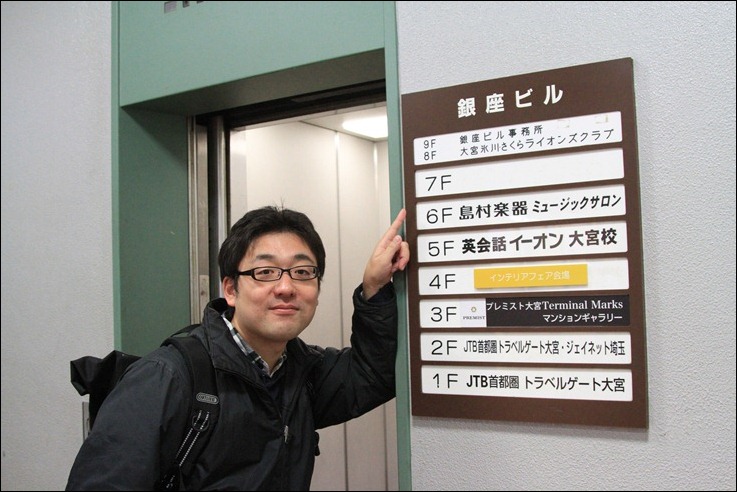 銀座ビル
9F 銀座ビル事務所
8F 大宮氷川さくらライオンズクラブ
7F
6F 島村楽器 ミュージックサロン
5F 英会話 イーオン 大宮校
4F インテリアフェア会場
3F PREMIST プレミスト大宮Terminal Marks
マンションギャラリー
2F JTB首都圏 トラベルゲート大宮・ジェイネット埼玉
1F JTB首都圏 トラベルゲート大宮